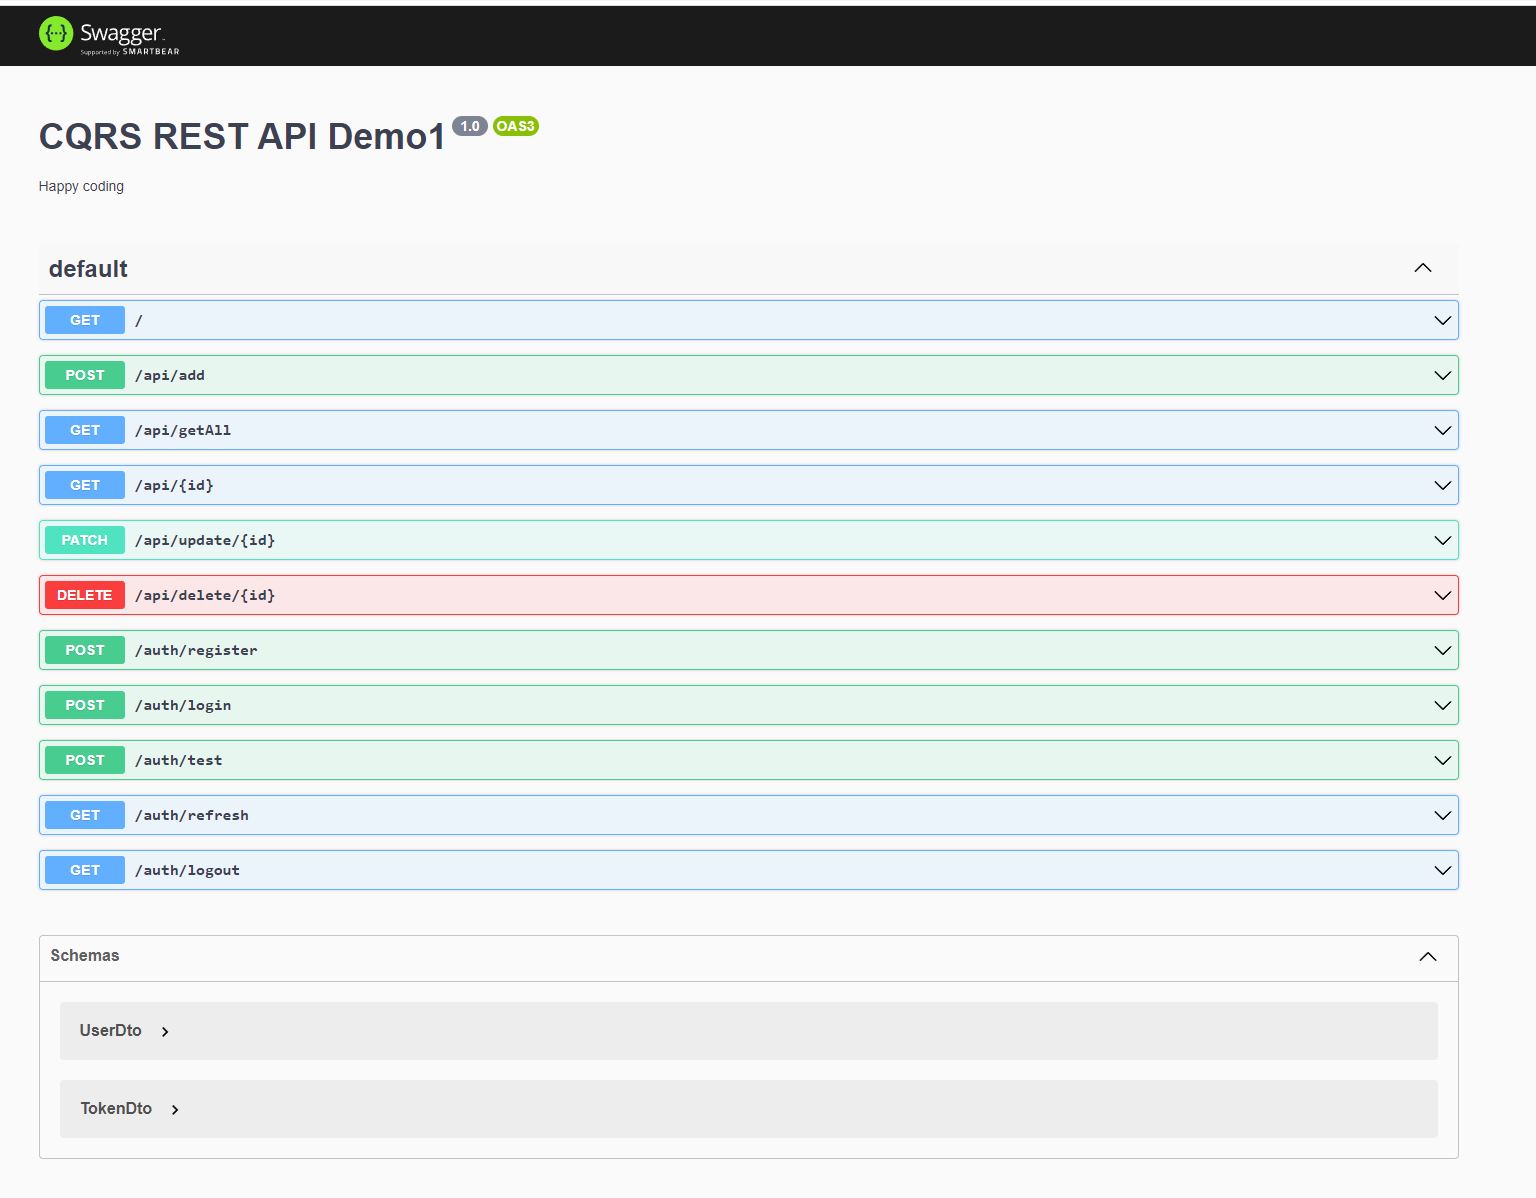 Swagger.
Supported by SMARTBEAR
CQRS REST API Demo1 1.0 OAS3
Happy coding
default
GET /
POST /api/add
GET /api/getAll
GET /api/{id}
PATCH /api/update/{id}
DELETE /api/delete/{id}
POST /auth/register
POST /auth/login
POST /auth/test
GET /auth/refresh
GET /auth/logout
Schemas
UserDto
TokenDto